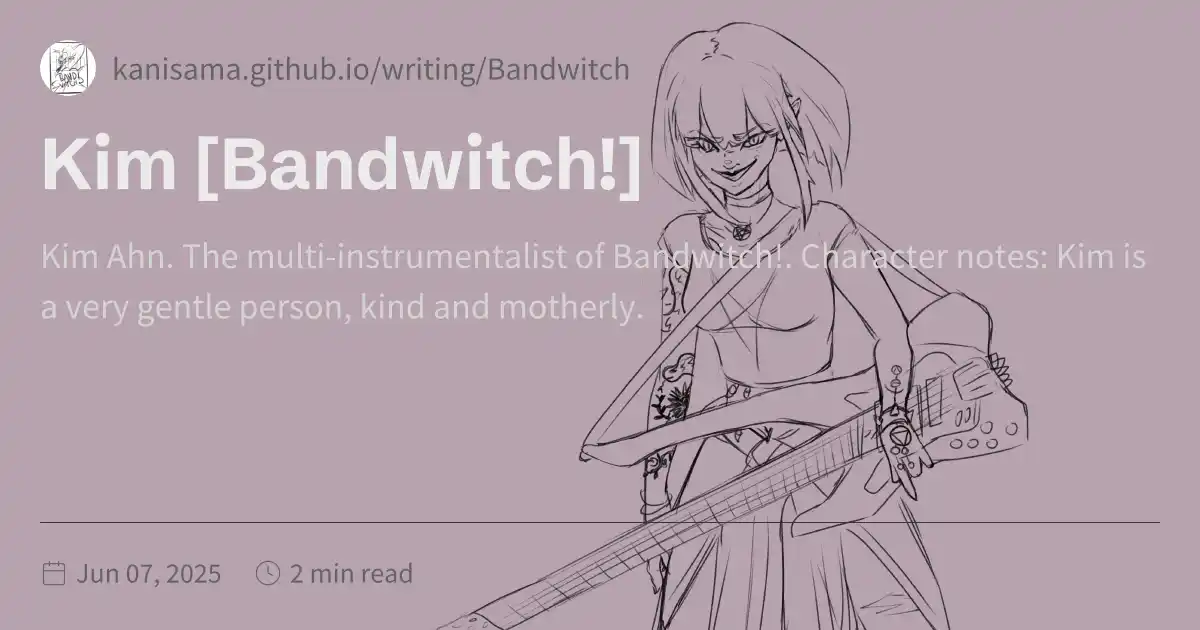 kanisama.github.io/writing/Bandwitch
Kim [Bandwitch!]
Kim Ahn. The multi-instrumentalist of Bandwitch!. Character notes: Kim is
a very gentle person, kind and motherly.
Jun 07, 2025
2 min read